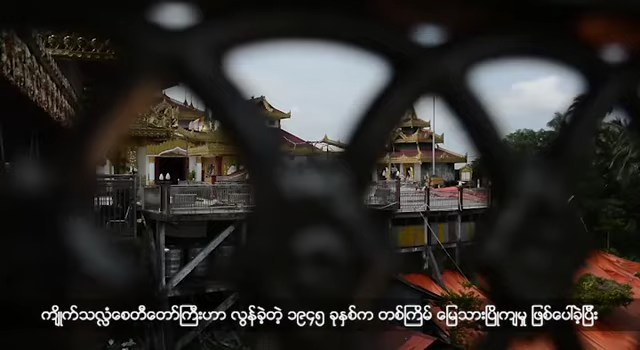 ကျိုက်သလ္လံစေတီတော်ကြီးဟာ လွန်ခဲ့တဲ့ ၁၉၄၅ ခုနှစ်က တစ်ကြိမ် မြေသားပြိုကျမှု ဖြစ်ပေါ်ခဲ့ပြီး